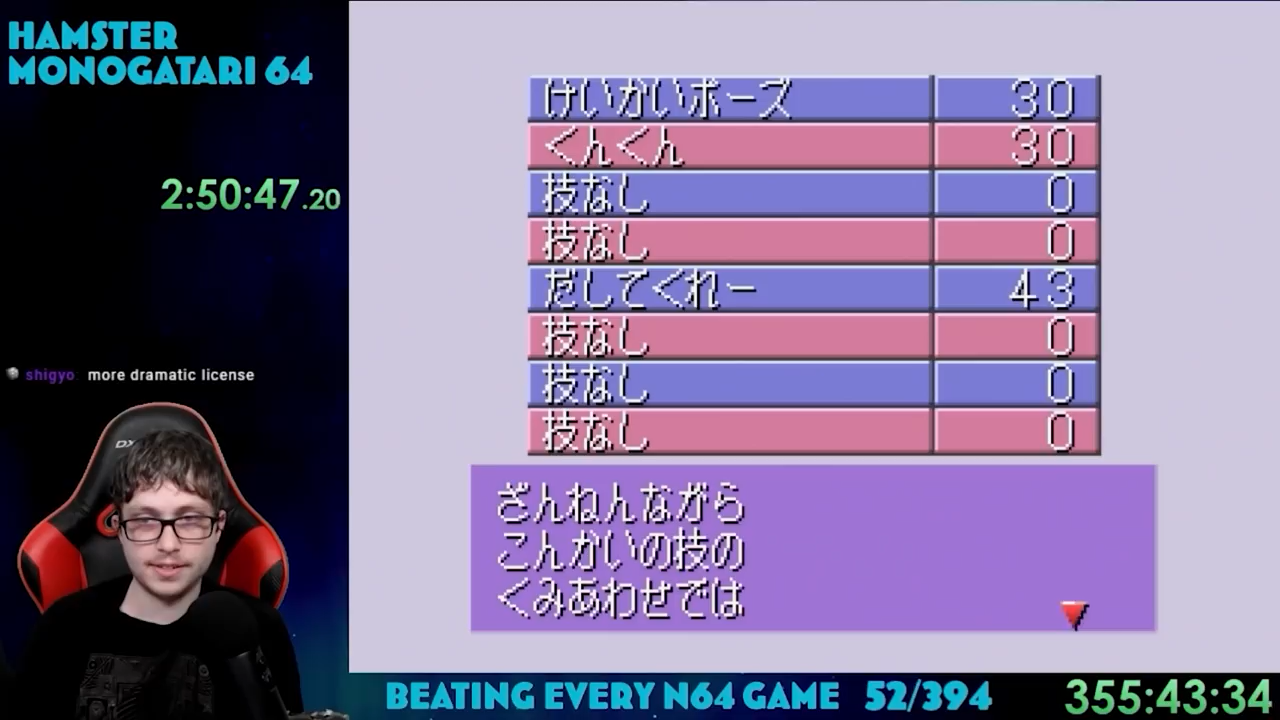 HAMSTER
MONOGATARI 64
2:50:47.20
shigyo: more dramatic license
DX
けいかいポーズ 30
くんくん 30
技なし 0
技なし 0
だしてくれー 43
技なし 0
技なし 0
技なし 0
ざんねんながら
こんかいの技の
くみあわせでは
BEATING EVERY N64 GAME 52/394
355:43:34